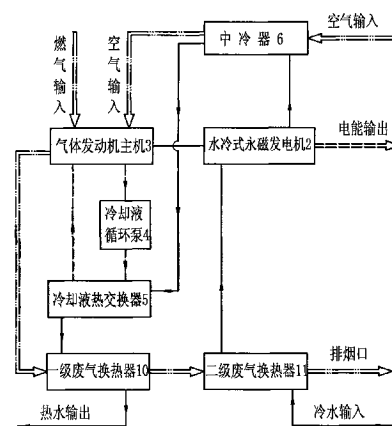 燃气输入
空气输入
中冷器 6
空气输入
气体发动机主机3
水冷式永磁发电机2
电能输出
冷却液
循环泵4
冷却液热交换器5
一级废气换热器10
二级废气换热器11
排烟口
热水输出
冷水输入